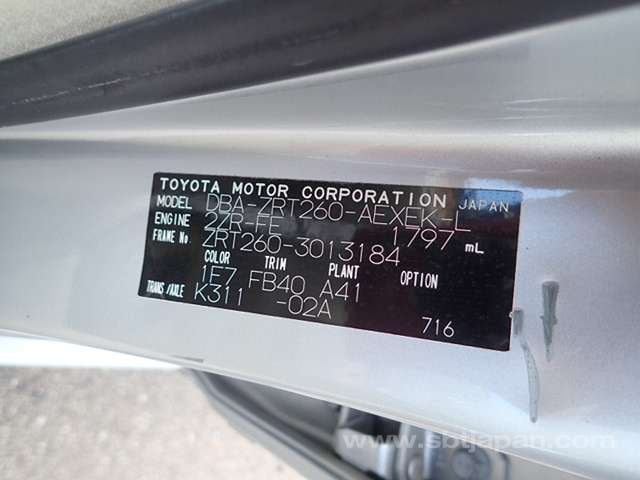 TOYOTA MOTOR CORPORATION JAPAN
MODEL DBA-ZRT260-AEXEK-L
ENGINE 2ZR-FE 1797 mL
FRAME No. ZRT260-3013184
COLOR TRIM PLANT OPTION
1F7 FB40 A41
TRANS/AXLE K311 -02A
716
www.sbtjapan.com